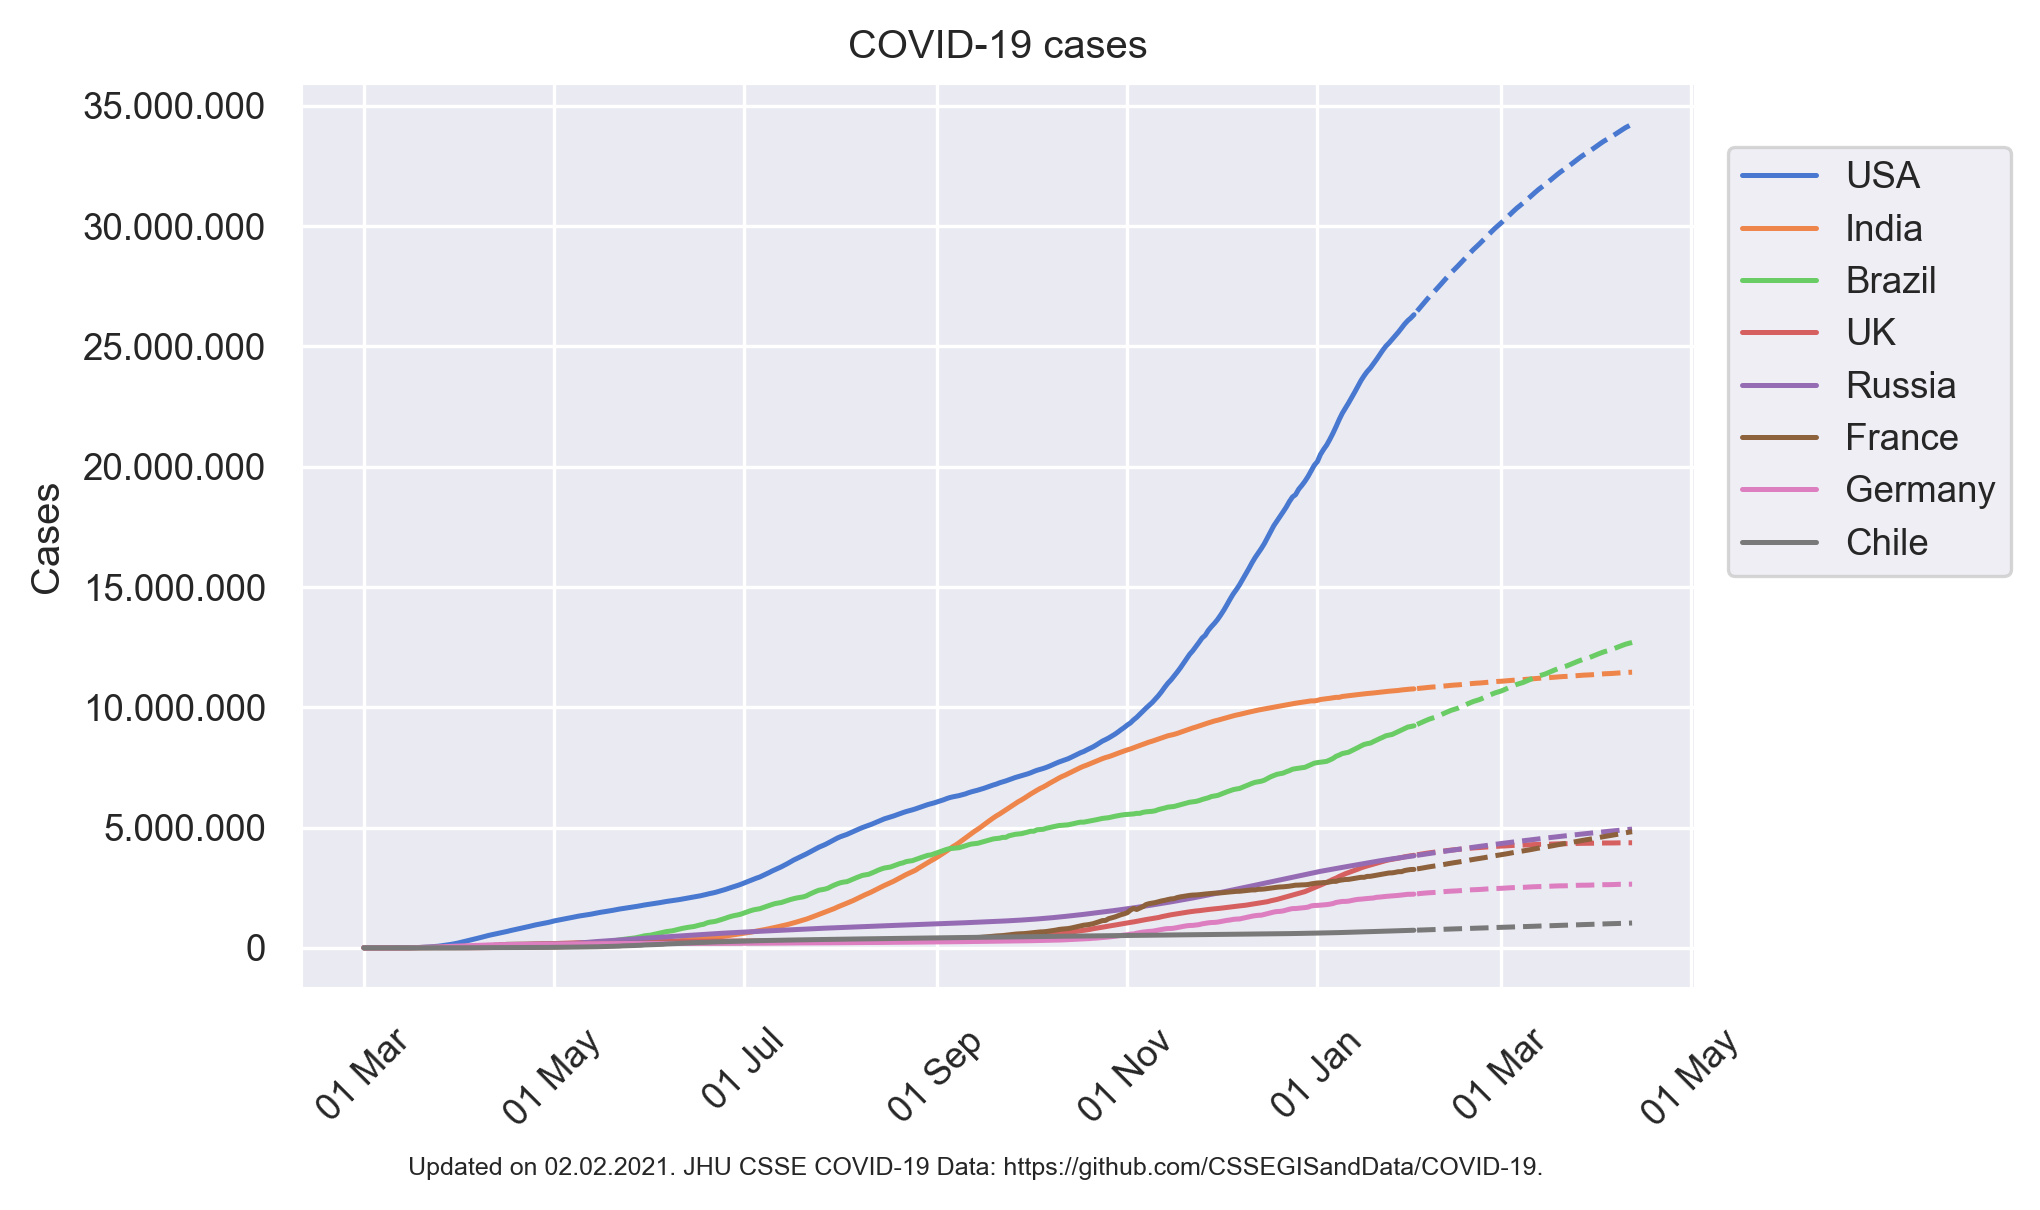 COVID-19 cases
35.000.000
30.000.000
25.000.000
20.000.000
15.000.000
10.000.000
5.000.000
0
Cases
01 Mar
01 May
01 Jul
01 Sep
01 Nov
01 Jan
01 Mar
01 May
USA
India
Brazil
UK
Russia
France
Germany
Chile
Updated on 02.02.2021. JHU CSSE COVID-19 Data: https://github.com/CSSEGISandData/COVID-19.